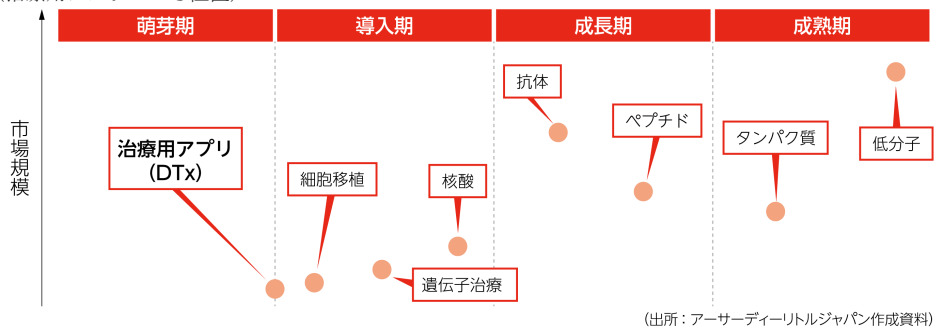 萌芽期
導入期
成長期
成熟期
市場規模
治療用アプリ
(DTx)
細胞移植
遺伝子治療
核酸
抗体
ペプチド
タンパク質
低分子
(出所：アーサーディーリトルジャパン作成資料)